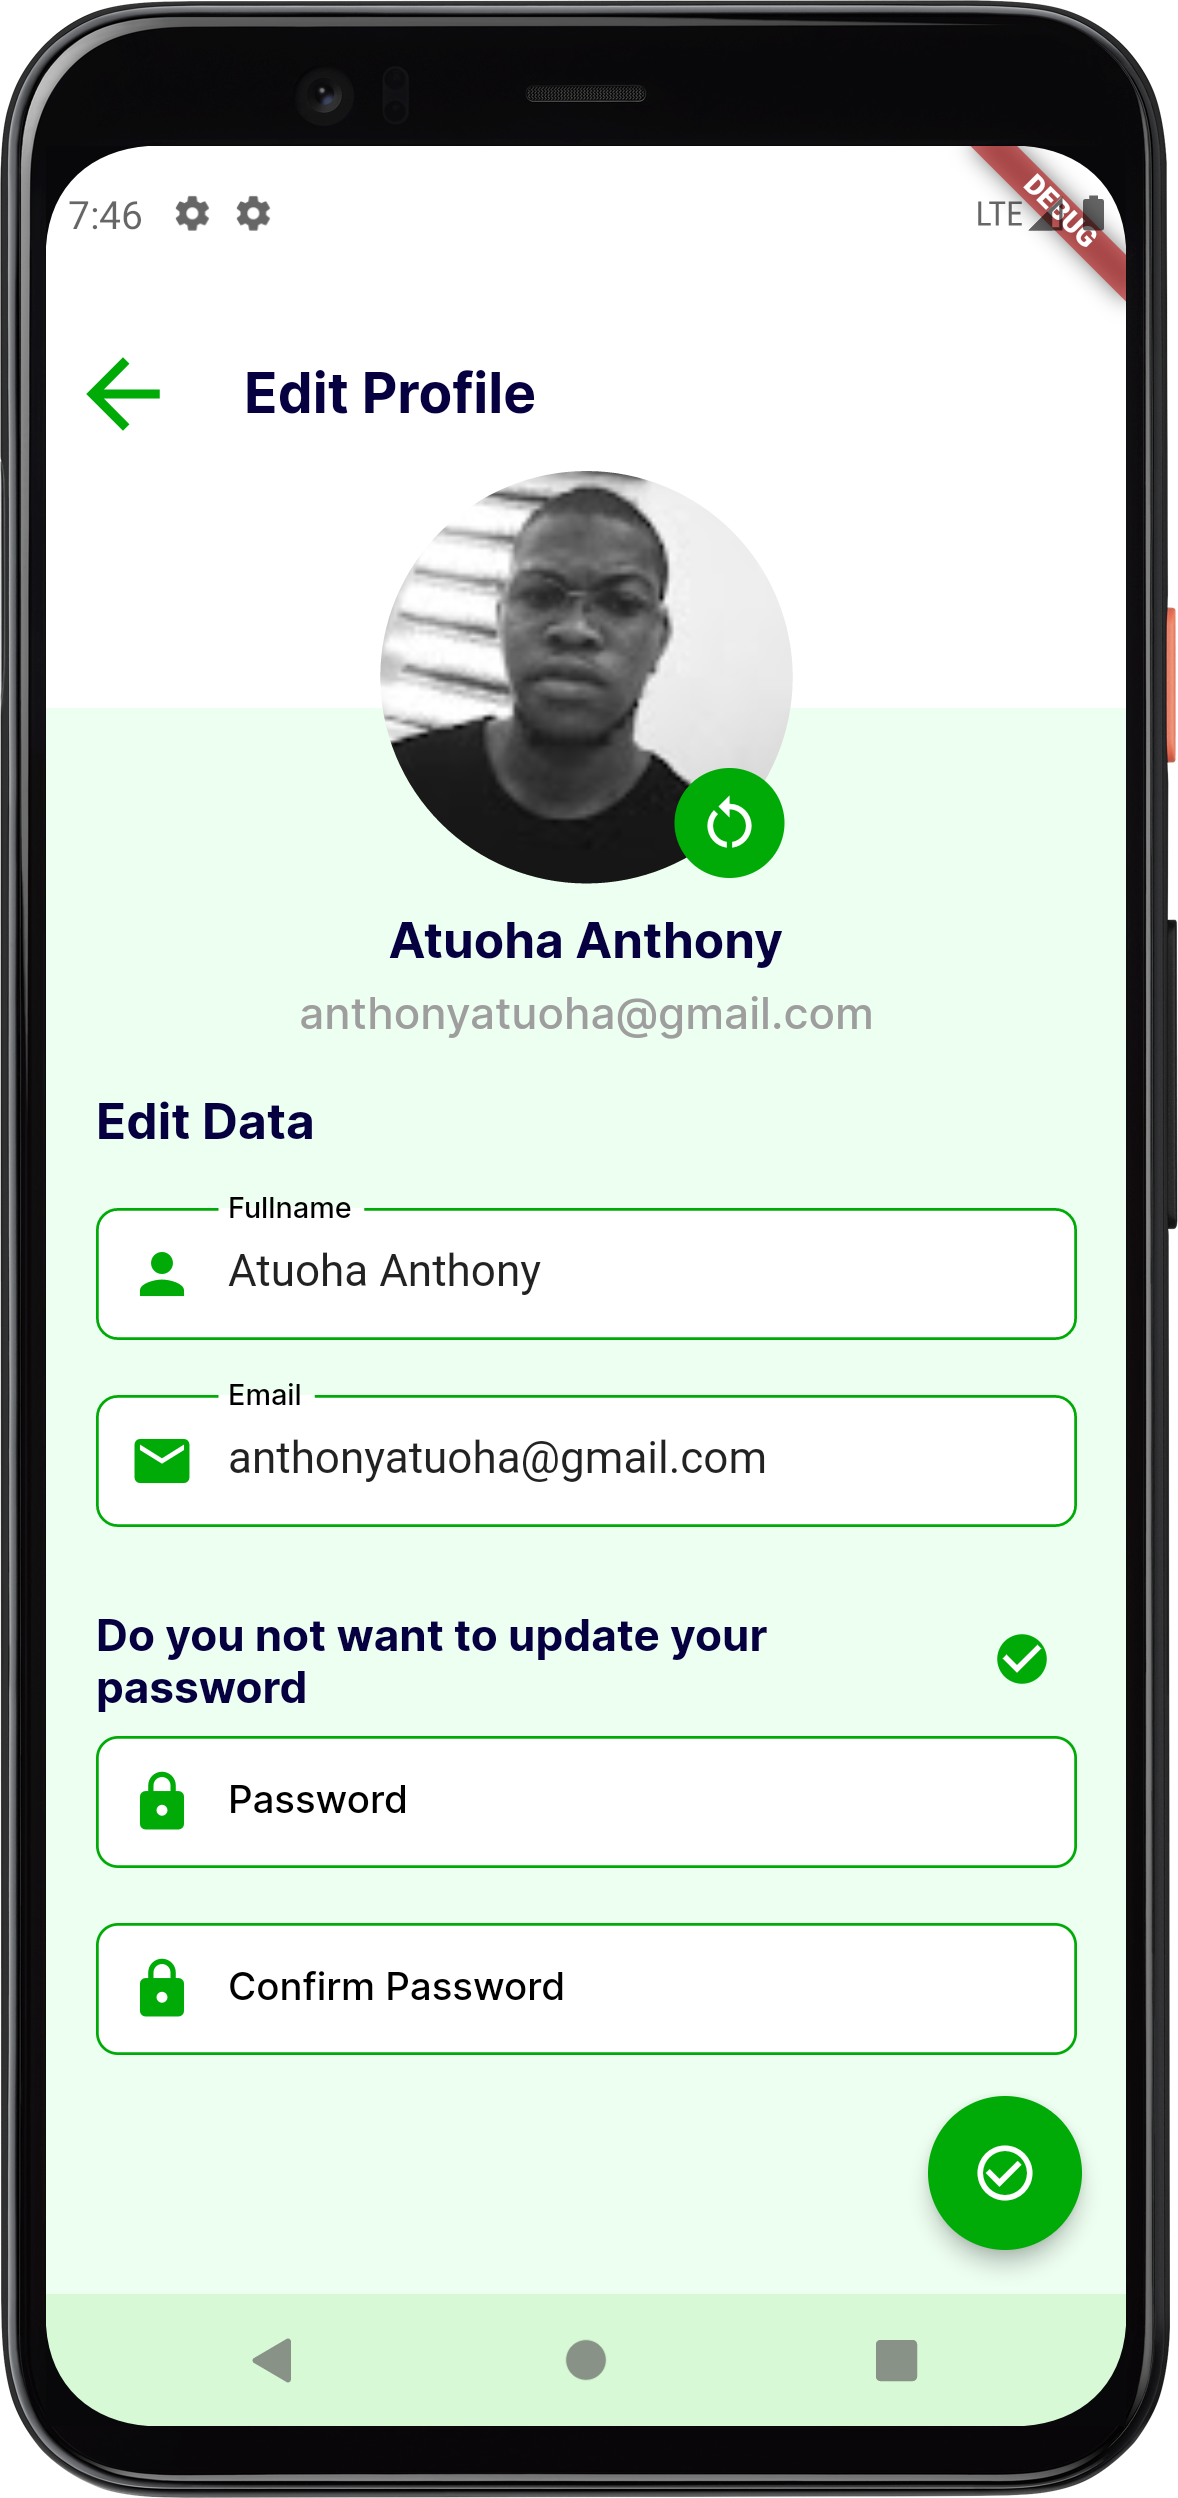 7:46
LTE
DEBUG
Edit Profile
Atuoha Anthony
anthonyatuoha@gmail.com
Edit Data
Fullname
Atuoha Anthony
Email
anthonyatuoha@gmail.com
Do you not want to update your
password
Password
Confirm Password